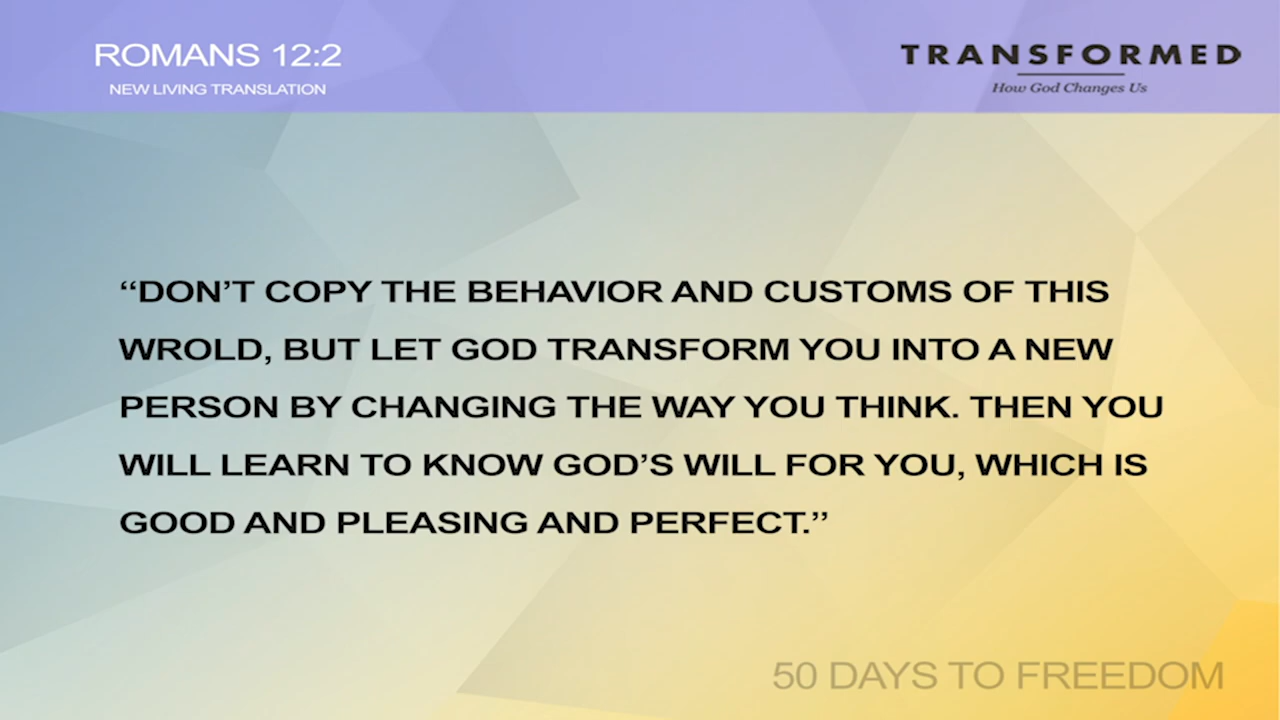 ROMANS 12:2
NEW LIVING TRANSLATION
TRANSFORMED
How God Changes Us
“DON’T COPY THE BEHAVIOR AND CUSTOMS OF THIS
WROLD, BUT LET GOD TRANSFORM YOU INTO A NEW
PERSON BY CHANGING THE WAY YOU THINK. THEN YOU
WILL LEARN TO KNOW GOD’S WILL FOR YOU, WHICH IS
GOOD AND PLEASING AND PERFECT.”
50 DAYS TO FREEDOM